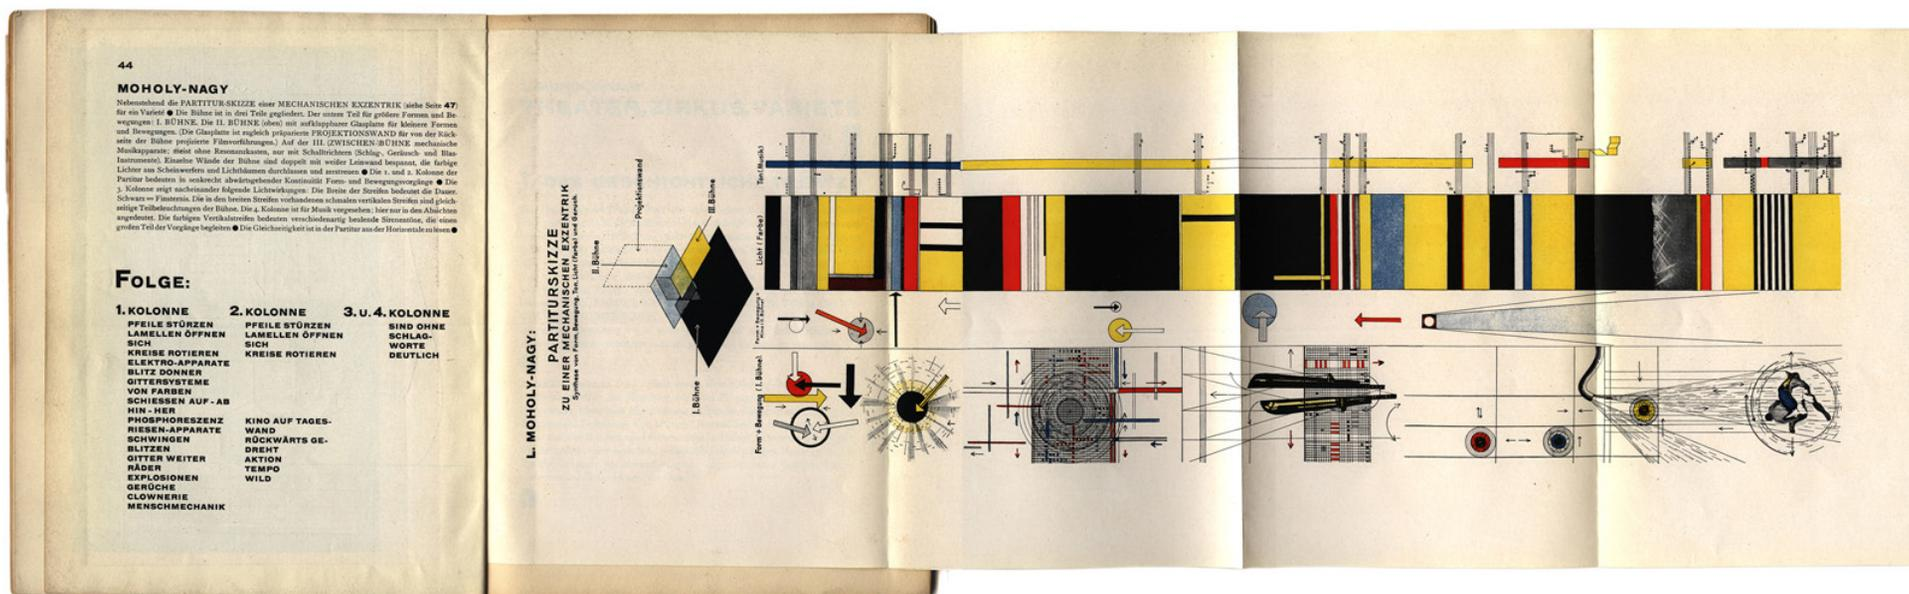 44
MOHOLY-NAGY
Nebenstehend die PARTITUR-SKIZZE einer MECHANISCHEN EXZENTRIK (siehe Seite 47)
für ein Varieté ● Die Bühne ist in drei Teile gegliedert. Der untere Teil für größere Formen und Be-
wegungen: I. BÜHNE. Die II. BÜHNE (oben) mit aufklappbarer Glasplatte für kleinere Formen
und Bewegungen. (Die Glasplatte ist zugleich präparierte PROJEKTIONSWAND für von der Rück-
seite der Bühne projizierte Filmvorführungen.) Auf der III. (ZWISCHEN-)BÜHNE mechanische
Musikapparate; meist ohne Resonanzkasten, nur mit Schalltrichtern (Schlag-, Geräusch- und Blas-
Instrumente). Einzelne Wände der Bühne sind doppelt mit weißer Leinwand bespannt, die farbige
Lichter aus Scheinwerfern und Lichtbäumen durchlassen und zerstreuen ● Die 1. und 2. Kolonne der
Partitur bedeuten in senkrecht abwärtsgehender Kontinuität Form- und Bewegungsvorgänge ● Die
3. Kolonne zeigt nacheinander folgende Lichtwirkungen: Die Breite der Streifen bedeutet die Dauer.
Schwarz = Finsternis. Die in den breiten Streifen vorhandenen schmalen vertikalen Streifen sind gleich-
zeitige Teilbeleuchtungen der Bühne. Die 4. Kolonne ist für Musik vorgesehen; hier nur in den Absichten
angedeutet. Die farbigen Vertikalstreifen bedeuten verschiedenartig heulende Sirenentöne, die einen
großen Teil der Vorgänge begleiten ● Die Gleichzeitigkeit ist in der Partitur aus der Horizontale zu lesen ●
FOLGE:
1. KOLONNE
PFEILE STÜRZEN
LAMELLEN ÖFFNEN
SICH
KREISE ROTIEREN
ELEKTRO-APPARATE
BLITZ DONNER
GITTERSYSTEME
VON FARBEN
SCHIESSEN AUF - AB
HIN - HER
PHOSPHORESZENZ
RIESEN-APPARATE
SCHWINGEN
BLITZEN
GITTER WEITER
RÄDER
EXPLOSIONEN
GERÜCHE
CLOWNERIE
MENSCHMECHANIK
2. KOLONNE
PFEILE STÜRZEN
LAMELLEN ÖFFNEN
SICH
KREISE ROTIEREN
KINO AUF TAGES-
WAND
RÜCKWÄRTS GE-
DREHT
AKTION
TEMPO
WILD
3. U. 4. KOLONNE
SIND OHNE
SCHLAG-
WORTE
DEUTLICH
L. MOHOLY-NAGY:
PARTITURSKIZZE
ZU EINER MECHANISCHEN EXZENTRIK
Synthese von Form, Bewegung, Ton, Licht (Farbe) und Geruch.
II. Bühne
Projektionswand
III. Bühne
I. Bühne
Ton (Musik)
Licht (Farbe)
Form + Bewegung
Form + Bewegung (I. Bühne)